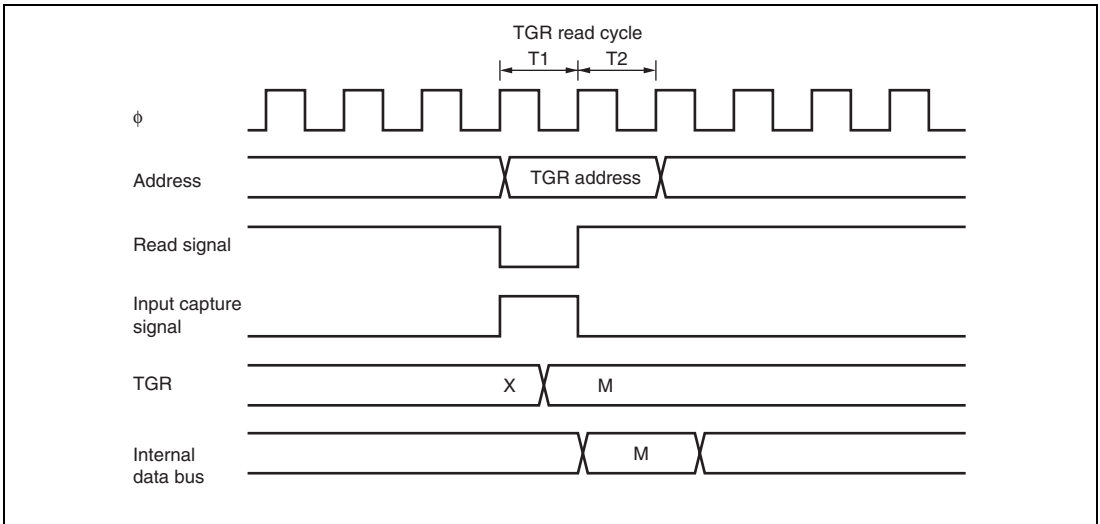 TGR read cycle
T1 T2
ϕ
Address
TGR address
Read signal
Input capture
signal
TGR
X M
Internal
data bus
M